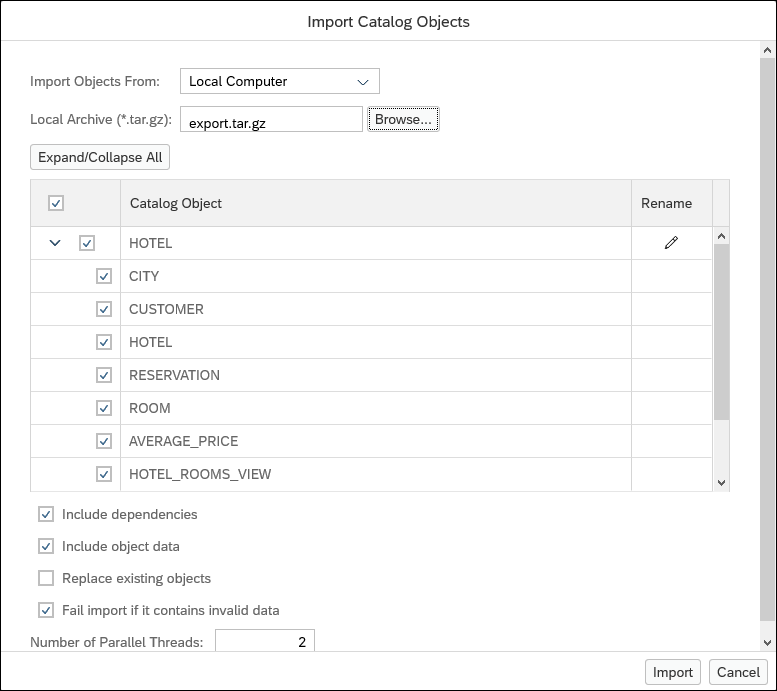 Import Catalog Objects
Import Objects From: Local Computer
Local Archive (*.tar.gz): export.tar.gz Browse...
Expand/Collapse All
Catalog Object Rename
HOTEL
CITY
CUSTOMER
HOTEL
RESERVATION
ROOM
AVERAGE_PRICE
HOTEL_ROOMS_VIEW
Include dependencies
Include object data
Replace existing objects
Fail import if it contains invalid data
Number of Parallel Threads: 2
Import Cancel